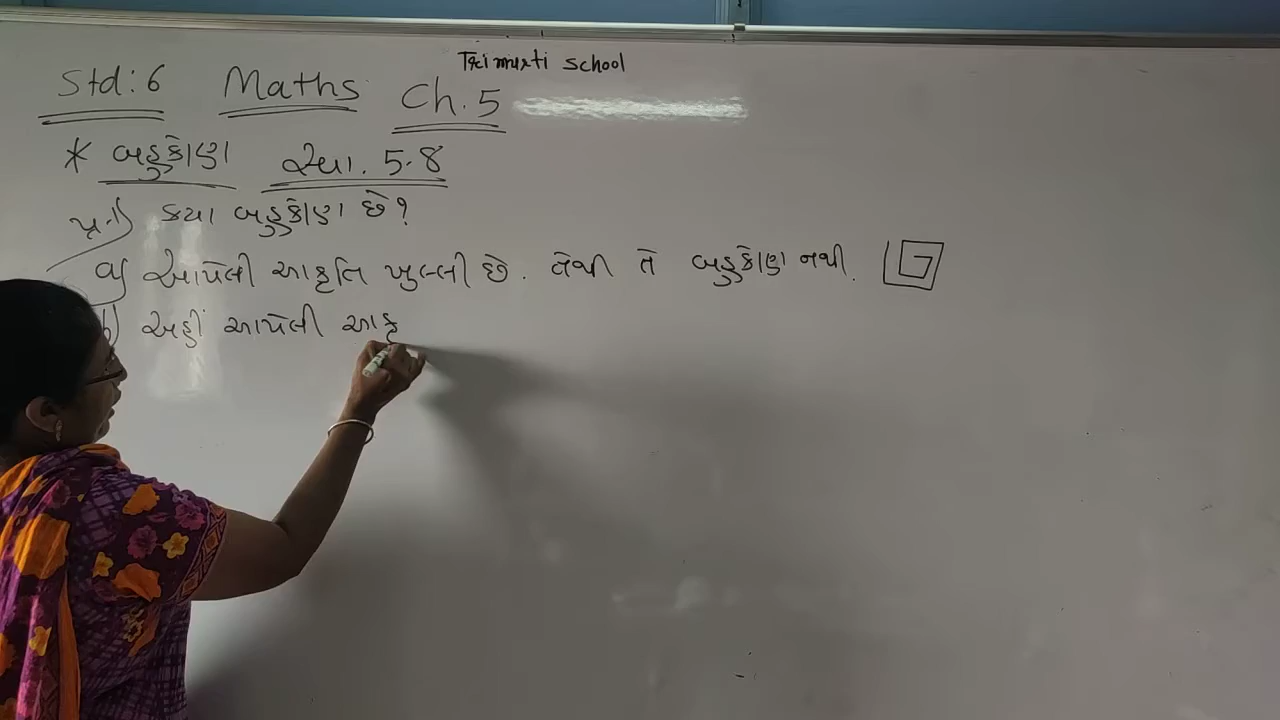 Trimurti school
Std:6 Maths Ch.5
* બહુકોણ સ્વા. 5.8
પ્ર.1) કયા બહુકોણ છે?
a) આપેલી આકૃતિ ખુલ્લી છે. તેથી તે બહુકોણ નથી.
b) અહીં આપેલી આકૃ